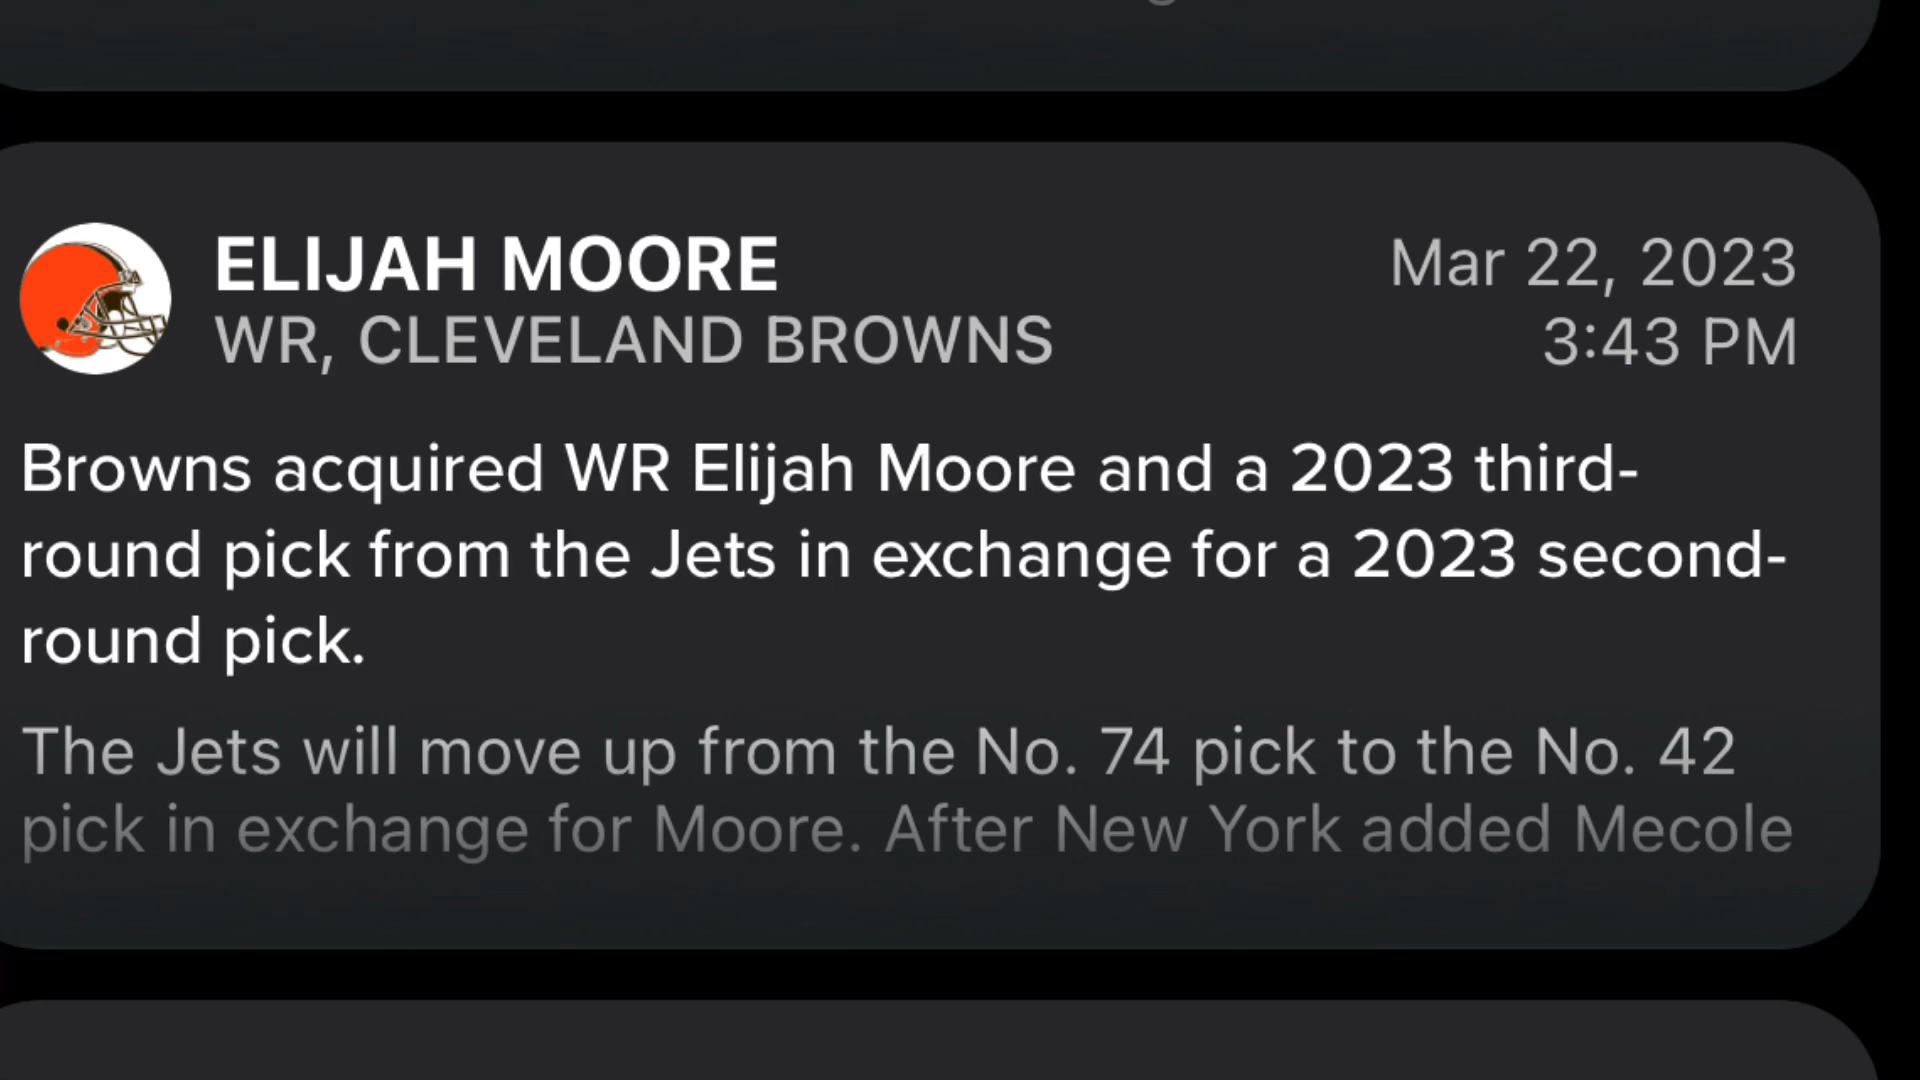 ELIJAH MOORE
Mar 22, 2023
WR, CLEVELAND BROWNS
3:43 PM
Browns acquired WR Elijah Moore and a 2023 third-
round pick from the Jets in exchange for a 2023 second-
round pick.
The Jets will move up from the No. 74 pick to the No. 42
pick in exchange for Moore. After New York added Mecole